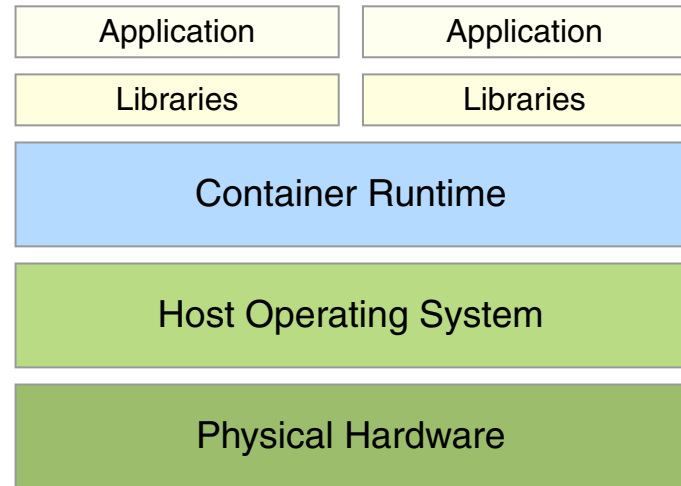 Application
Application
Libraries
Libraries
Container Runtime
Host Operating System
Physical Hardware